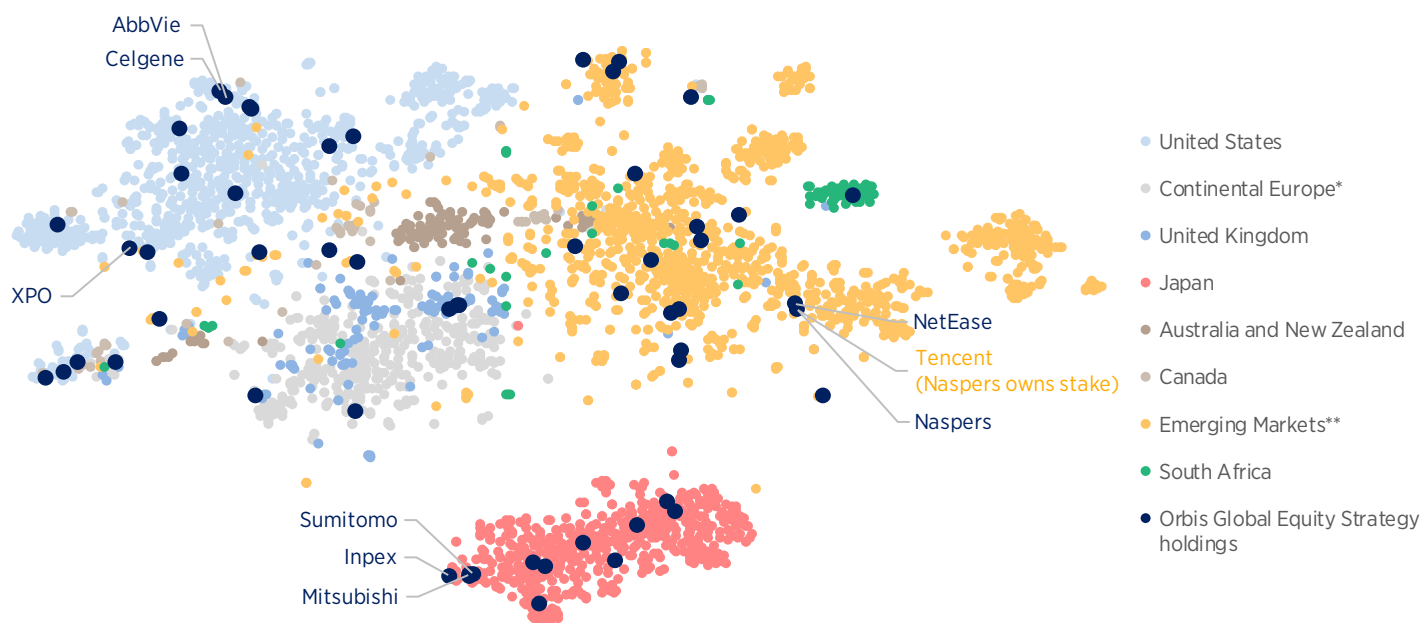 AbbVie
Celgene
XPO
NetEase
Tencent
(Naspers owns stake)
Naspers
Sumitomo
Inpex
Mitsubishi
United States
Continental Europe*
United Kingdom
Japan
Australia and New Zealand
Canada
Emerging Markets**
South Africa
Orbis Global Equity Strategy
holdings